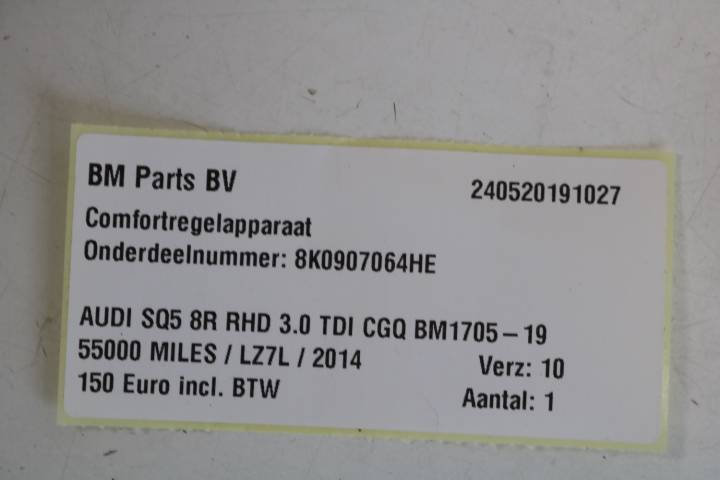 BM Parts BV 240520191027
Comfortregelapparaat
Onderdeelnummer: 8K0907064HE
AUDI SQ5 8R RHD 3.0 TDI CGQ BM1705-19
55000 MILES / LZ7L / 2014 Verz: 10
150 Euro incl. BTW Aantal: 1